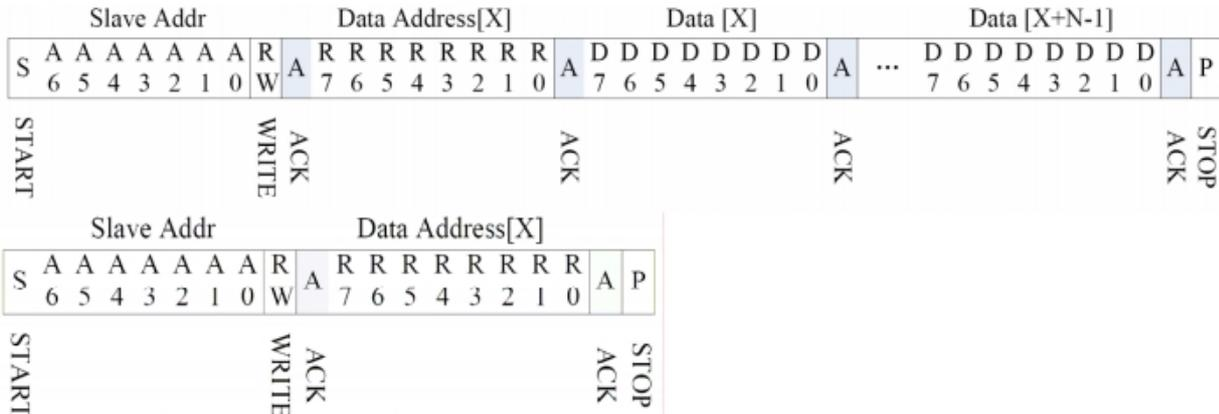 Slave Addr Data Address[X] Data [X] Data [X+N-1]
S A A A A A A A R A R R R R R R R R A D D D D D D D D A ... D D D D D D D D A P
6 5 4 3 2 1 0 W 7 6 5 4 3 2 1 0 7 6 5 4 3 2 1 0 7 6 5 4 3 2 1 0
START WRITE ACK ACK ACK ACK STOP
Slave Addr Data Address[X]
S A A A A A A A R A R R R R R R R R A P
6 5 4 3 2 1 0 W 7 6 5 4 3 2 1 0
START WRITE ACK ACK STOP